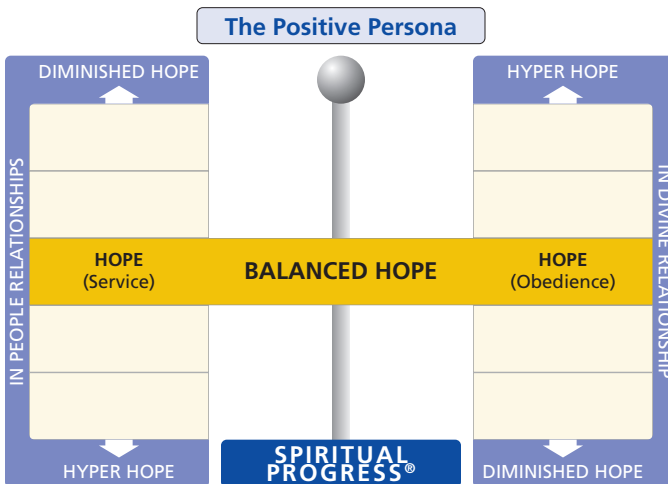 The Positive Persona
DIMINISHED HOPE
HYPER HOPE
IN PEOPLE RELATIONSHIPS
IN DIVINE RELATIONSHIP
HOPE
(Service)
BALANCED HOPE
HOPE
(Obedience)
HYPER HOPE
SPIRITUAL
PROGRESS®
DIMINISHED HOPE